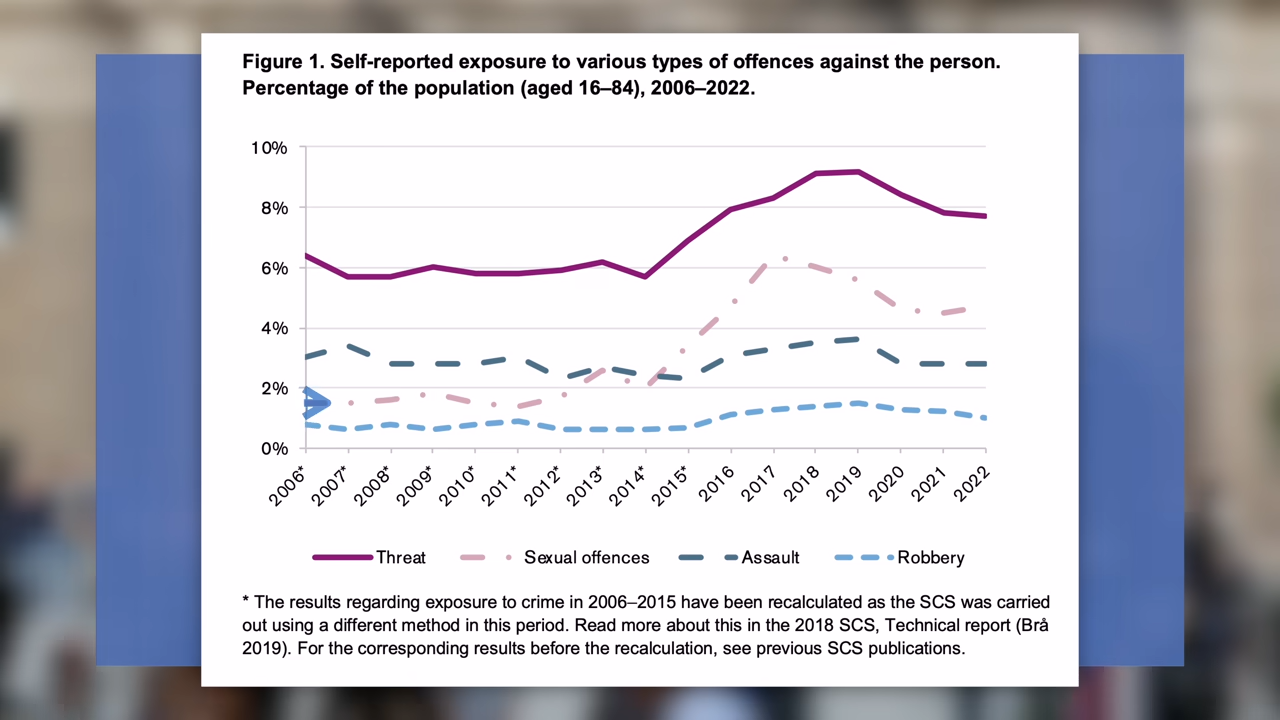 Figure 1. Self-reported exposure to various types of offences against the person.
Percentage of the population (aged 16–84), 2006–2022.
10%
8%
6%
4%
2%
0%
2006*
2007*
2008*
2009*
2010*
2011*
2012*
2013*
2014*
2015*
2016
2017
2018
2019
2020
2021
2022
Threat
Sexual offences
Assault
Robbery
* The results regarding exposure to crime in 2006–2015 have been recalculated as the SCS was carried
out using a different method in this period. Read more about this in the 2018 SCS, Technical report (Brå
2019). For the corresponding results before the recalculation, see previous SCS publications.